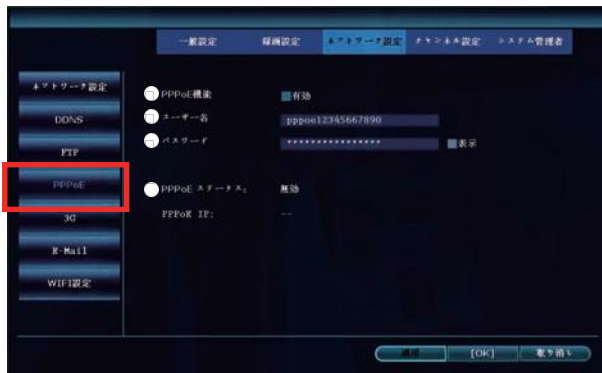 一般設定 録画設定 ネットワーク設定 チャンネル設定 システム管理者
ネットワーク設定
DDNS
FTP
PPPoE
3G
E-Mail
WIFI設定
PPPoE機能 有効
ユーザー名 pppoe12345667890
パスワード **************** 表示
PPPoE ステータス: 無効
PPPoE IP: --
適用 [OK] 取り消し